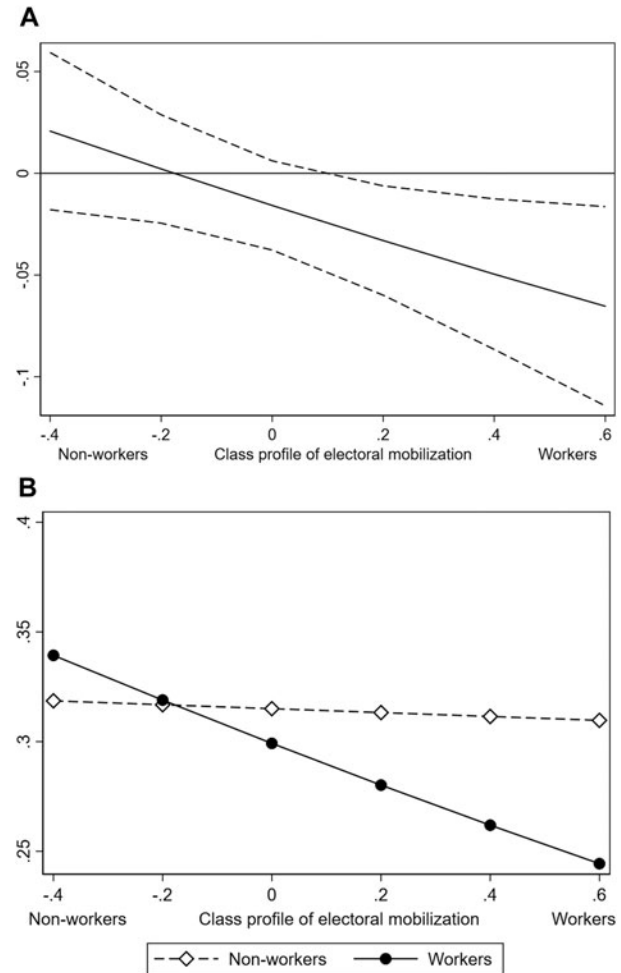 A
.05
0
-.05
-.1
-.4 -.2 0 .2 .4 .6
Non-workers Class profile of electoral mobilization Workers
B
.4
.35
.3
.25
-.4 -.2 0 .2 .4 .6
Non-workers Class profile of electoral mobilization Workers
Non-workers Workers